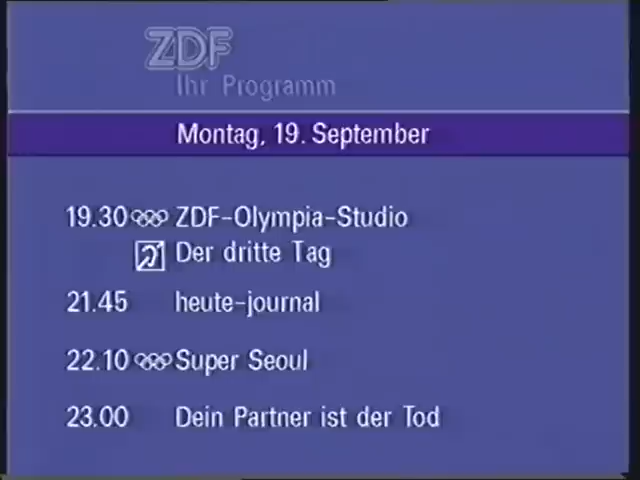 ZDF
Ihr Programm
Montag, 19. September
19.30 ZDF-Olympia-Studio
Der dritte Tag
21.45 heute-journal
22.10 Super Seoul
23.00 Dein Partner ist der Tod